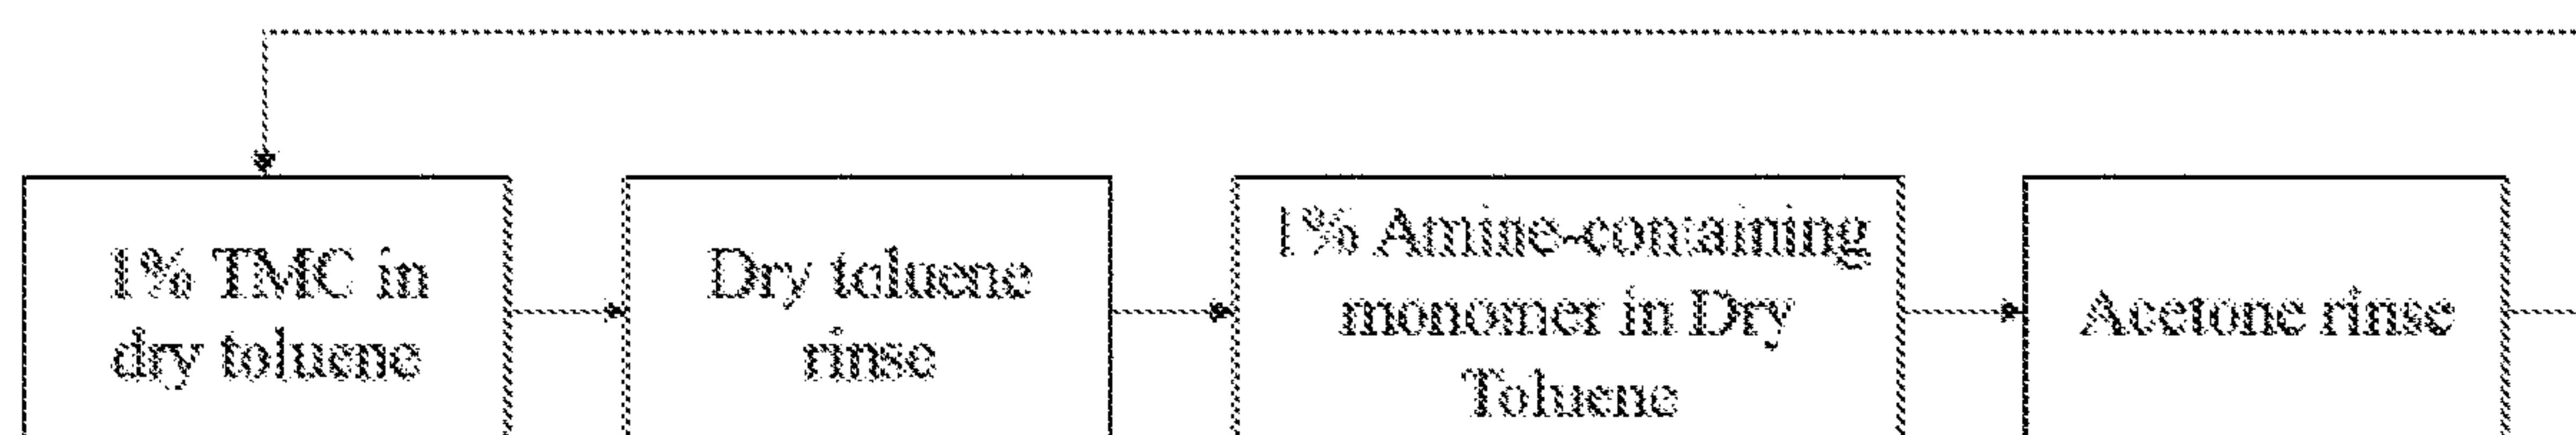 1% TMC in
dry toluene
Dry toluene
rinse
1% Amine-containing
monomer in Dry
Toluene
Acetone rinse